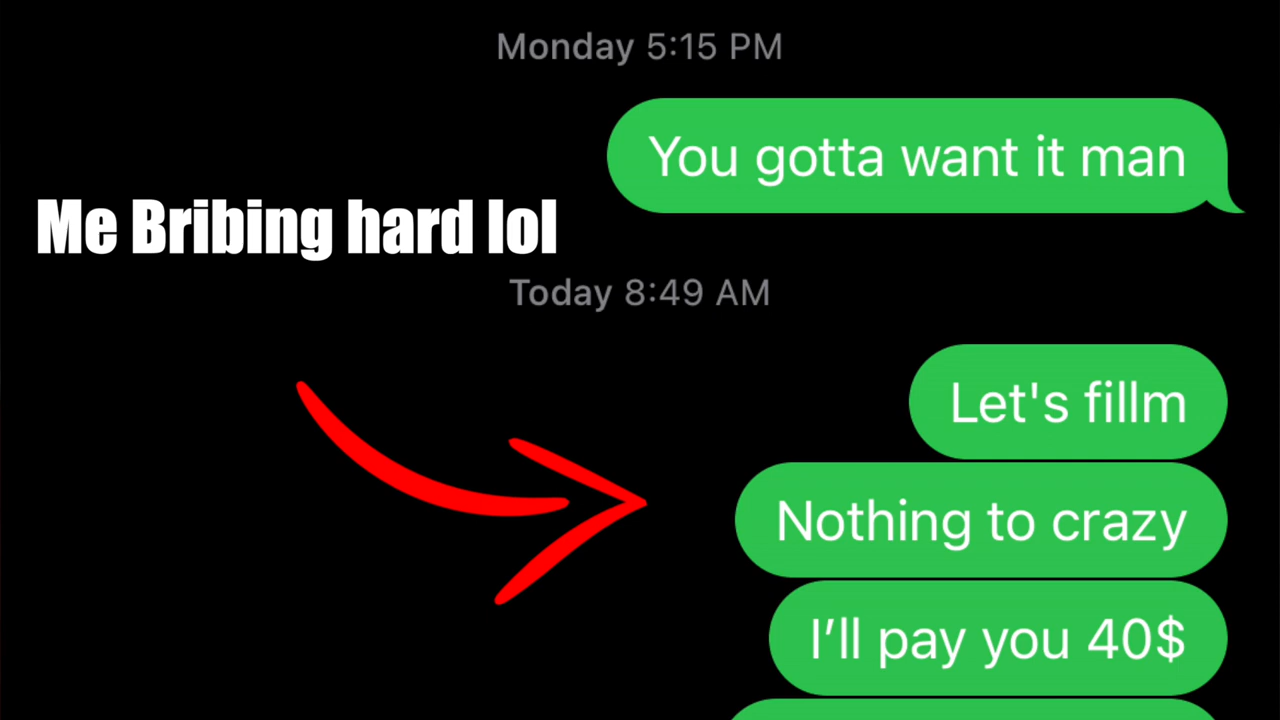 Monday 5:15 PM
You gotta want it man
Me Bribing hard lol
Today 8:49 AM
Let's fillm
Nothing to crazy
I’ll pay you 40$